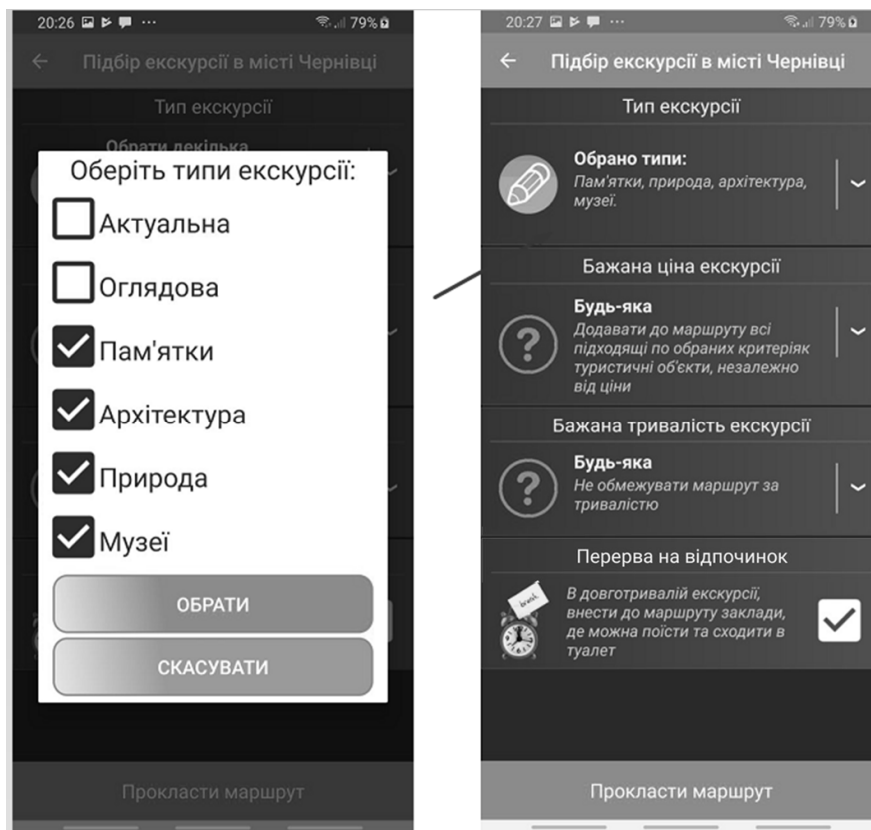 20:26 79%
Підбір екскурсії в місті Чернівці
Тип екскурсії
Обрати декілька
Оберіть типи екскурсії:
Актуальна
Оглядова
Пам'ятки
Архітектура
Природа
Музеї
ОБРАТИ
СКАСУВАТИ
Прокласти маршрут
20:27 79%
Підбір екскурсії в місті Чернівці
Тип екскурсії
Обрано типи:
Пам'ятки, природа, архітектура,
музеї.
Бажана ціна екскурсії
Будь-яка
Додавати до маршруту всі
підходящі по обраних критеріяк
туристичні об'єкти, незалежно
від ціни
Бажана тривалість екскурсії
Будь-яка
Не обмежувати маршрут за
тривалістю
Перерва на відпочинок
break
В довготривалій екскурсії,
внести до маршруту заклади,
де можна поїсти та сходити в
туалет
Прокласти маршрут